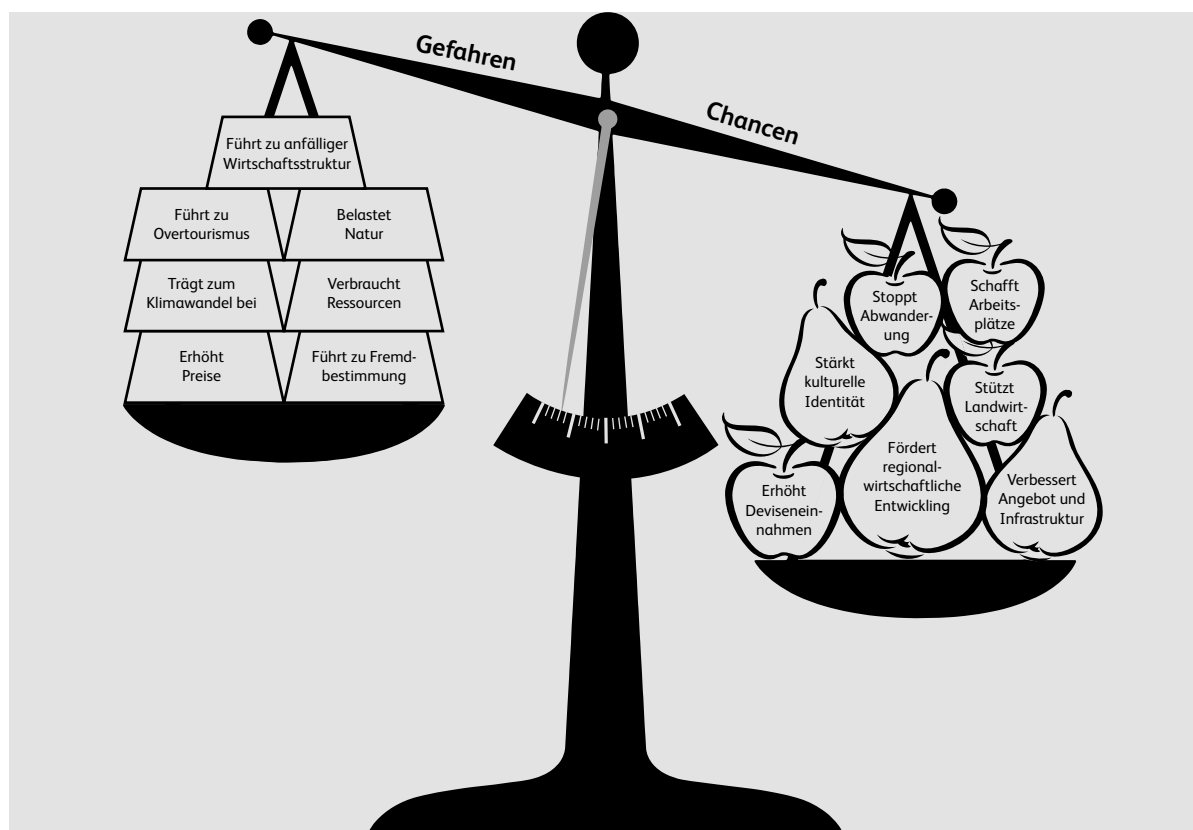 Gefahren
Chancen
Führt zu anfälliger
Wirtschaftsstruktur
Führt zu
Overtourismus
Belastet
Natur
Trägt zum
Klimawandel bei
Verbraucht
Ressourcen
Erhöht
Preise
Führt zu Fremd-
bestimmung
Stoppt
Abwander-
ung
Schafft
Arbeits-
plätze
Stärkt
kulturelle
Identität
Stützt
Landwirt-
schaft
Fördert
regional-
wirtschaftliche
Entwickling
Erhöht
Devisenein-
nahmen
Verbessert
Angebot und
Infrastruktur